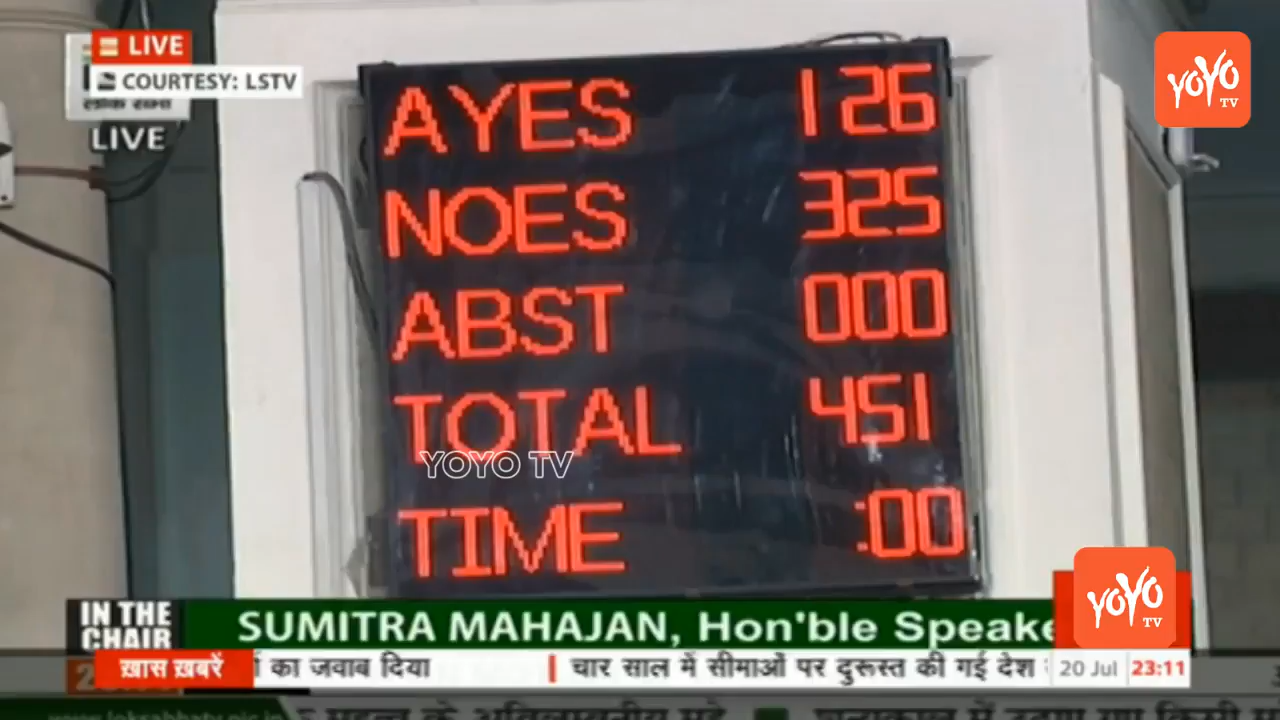 LIVE
COURTESY: LSTV
लोक सभा
LIVE
YOYO
TV
AYES 126
NOES 325
ABST 000
TOTAL 451
YOYO TV
TIME :00
YOYO
TV
IN THE
CHAIR
SUMITRA MAHAJAN, Hon'ble Speake
ख़ास ख़बरें
का जवाब दिया
चार साल में सीमाओं पर दुरूस्त की गई देश
20 Jul 23:11